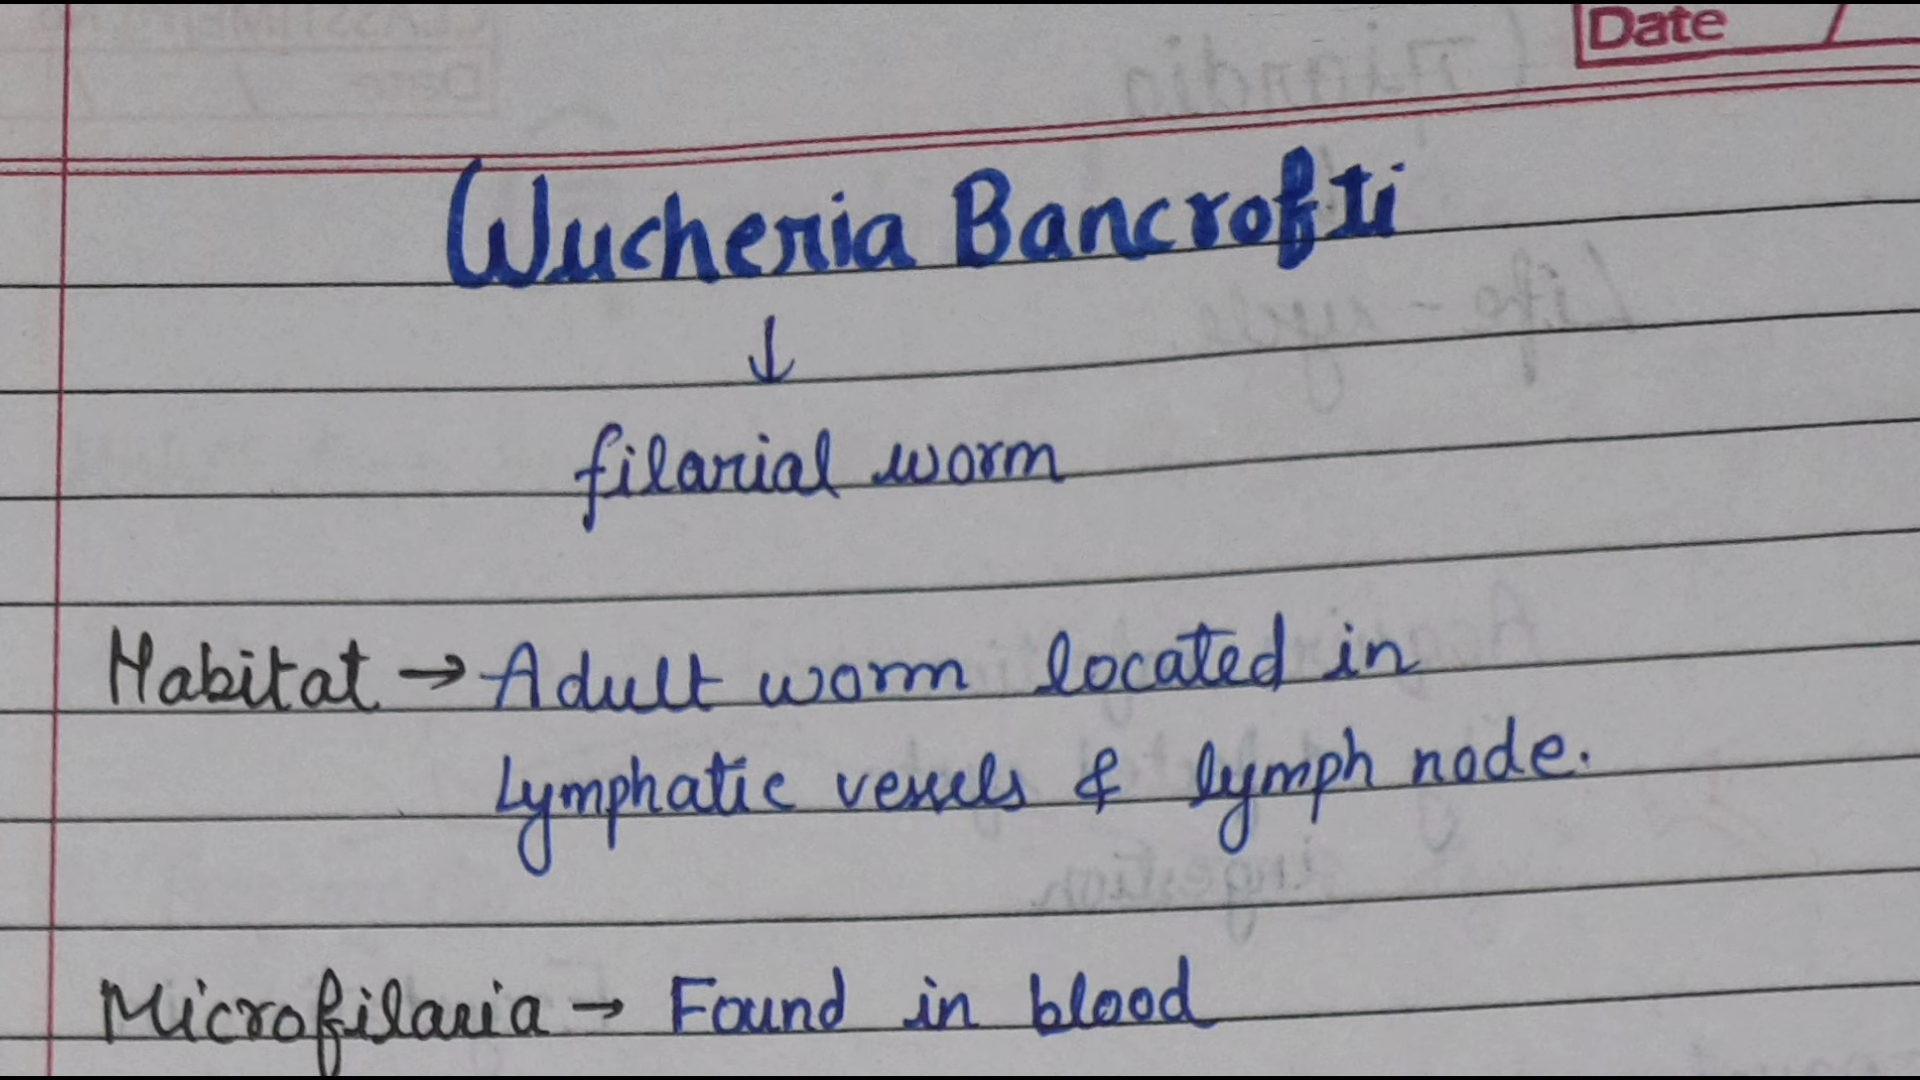 Date /
Wucheria Bancrofti
↓
filarial worm
Habitat → Adult worm located in
Lymphatic vessels & lymph node.
Microfilaria → Found in blood